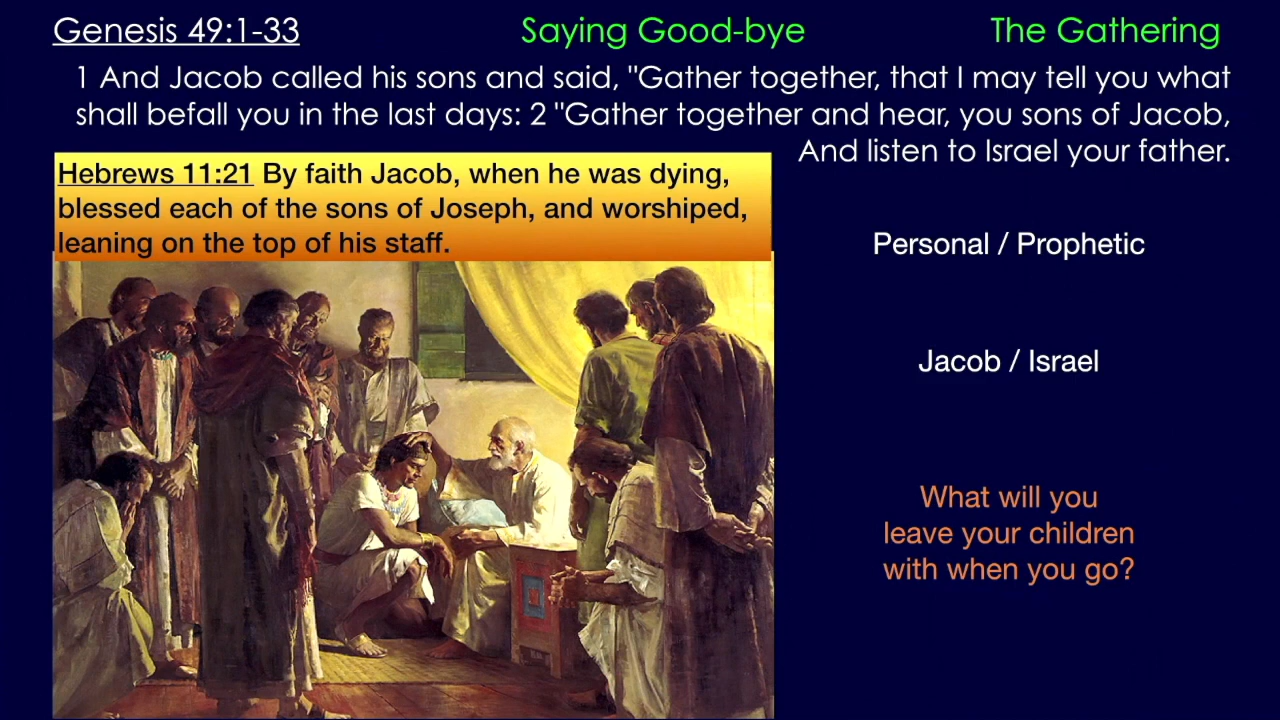 Genesis 49:1-33 Saying Good-bye The Gathering
1 And Jacob called his sons and said, "Gather together, that I may tell you what
shall befall you in the last days: 2 "Gather together and hear, you sons of Jacob,
And listen to Israel your father.
Hebrews 11:21 By faith Jacob, when he was dying,
blessed each of the sons of Joseph, and worshiped,
leaning on the top of his staff.
Personal / Prophetic
Jacob / Israel
What will you
leave your children
with when you go?